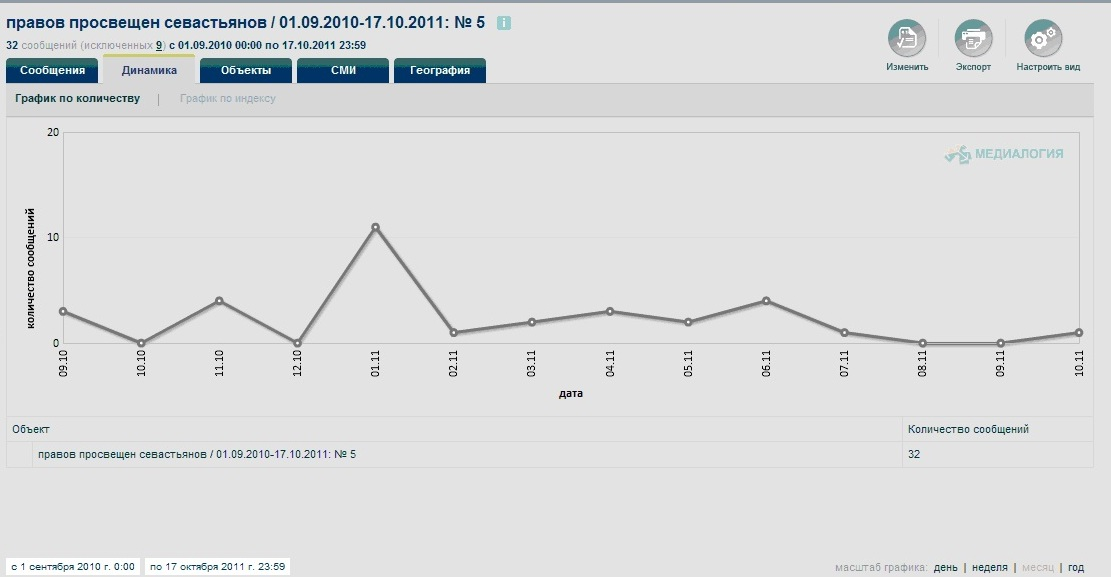 правов просвещен севастьянов / 01.09.2010-17.10.2011: № 5 i
32 сообщений (исключенных 9) с 01.09.2010 00:00 по 17.10.2011 23:59
Изменить Экспорт Настроить вид
Сообщения Динамика Объекты СМИ География
График по количеству | График по индексу
МЕДИАЛОГИЯ
20
10
0
количество сообщений
09.10 10.10 11.10 12.10 01.11 02.11 03.11 04.11 05.11 06.11 07.11 08.11 09.11 10.11
дата
Объект Количество сообщений
правов просвещен севастьянов / 01.09.2010-17.10.2011: № 5 32
с 1 сентября 2010 г. 0:00 по 17 октября 2011 г. 23:59
масштаб графика: день | неделя | месяц | год